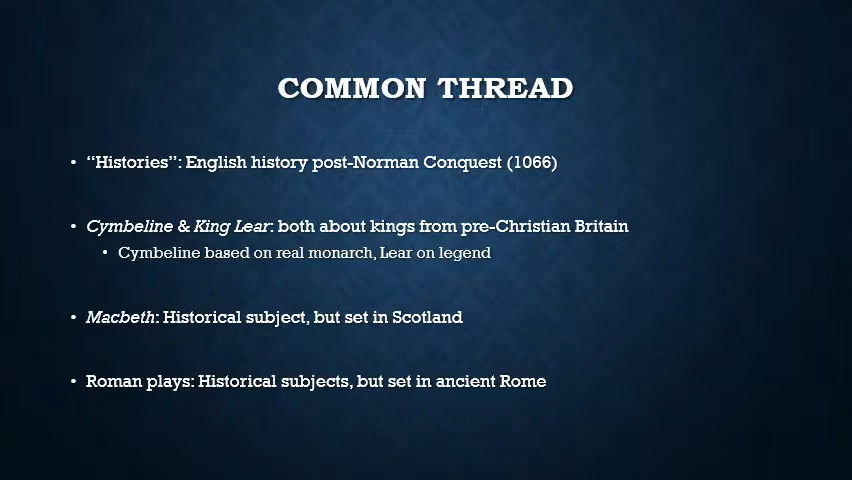 COMMON THREAD
• “Histories”: English history post-Norman Conquest (1066)
• Cymbeline & King Lear: both about kings from pre-Christian Britain
• Cymbeline based on real monarch, Lear on legend
• Macbeth: Historical subject, but set in Scotland
• Roman plays: Historical subjects, but set in ancient Rome